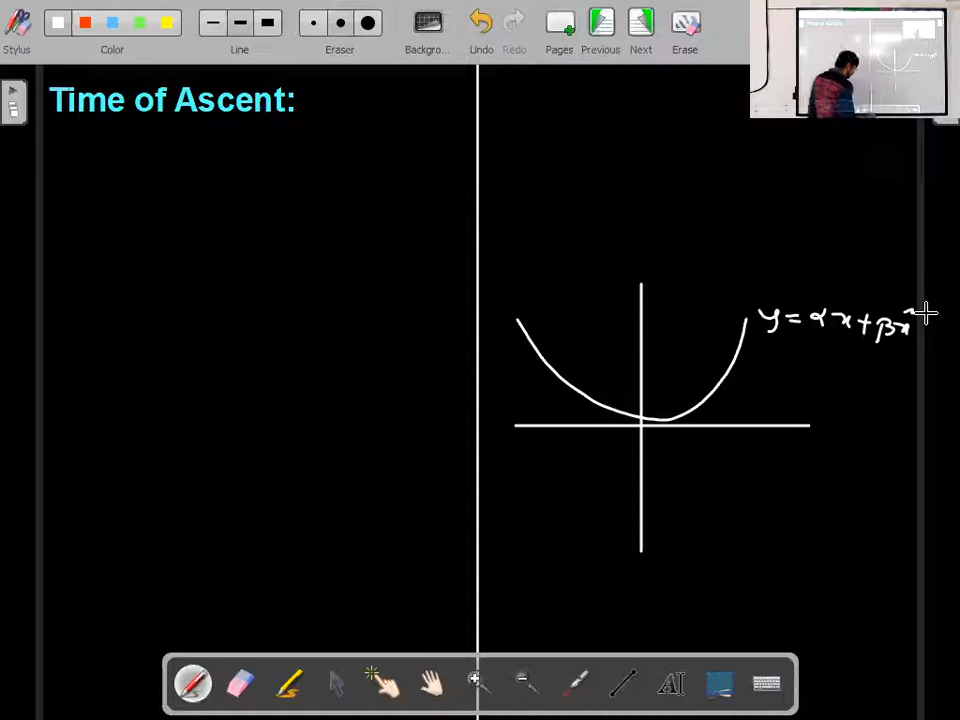 Stylus
Color
Line
Eraser
Backgro...
Undo
Redo
Pages
Previous
Next
Erase
Time of Ascent:
y = αx + βx²